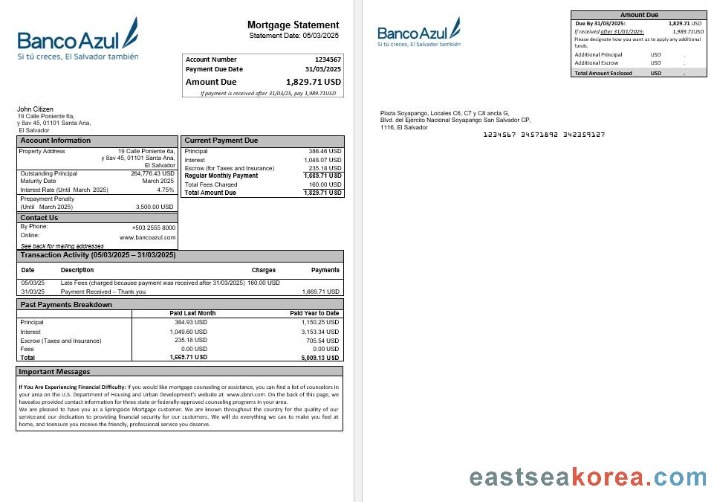 Banco Azul
Si tú creces, El Salvador también
Mortgage Statement
Statement Date: 05/03/2025
Account Number 1234567
Payment Due Date 31/05/2025
Amount Due 1,829.71 USD
If payment is received after 31/03/25, pay 1,989.71USD
John Citizen
19 Calle Poniente 6a,
y 8av 45, 01101 Santa Ana,
El Salvador
Account Information
Property Address 19 Calle Poniente 6a,
y 8av 45, 01101 Santa Ana,
El Salvador
Outstanding Principal 264,776.43 USD
Maturity Date March 2025
Interest Rate (Until March 2025) 4.75%
Prepayment Penalty
(Until March 2025) 3,500.00 USD
Contact Us
By Phone: +503 2555 8000
Online: www.bancoazul.com
See back for mailing addresses
Current Payment Due
Principal 386.46 USD
Interest 1,048.07 USD
Escrow (for Taxes and Insurance) 235.18 USD
Regular Monthly Payment 1,669.71 USD
Total Fees Charged 160.00 USD
Total Amount Due 1,829.71 USD
Transaction Activity (05/03/2025 – 31/03/2025)
Date Description Charges Payments
05/03/25 Late Fees (charged because payment was received after 31/03/2025) 160.00 USD
31/03/25 Payment Received – Thank you 1,669.71 USD
Past Payments Breakdown
Paid Last Month Paid Year to Date
Principal 384.93 USD 1,150.25 USD
Interest 1,049.60 USD 3,153.34 USD
Escrow (Taxes and Insurance) 235.18 USD 705.54 USD
Fees 0.00 USD 0.00 USD
Total 1,669.71 USD 5,009.13 USD
Important Messages
If You Are Experiencing Financial Difficulty: If you would like mortgage counseling or assistance, you can find a list of counselors in
your area on the U.S. Department of Housing and Urban Development's website at www.sbnri.com. On the back of this page, we
have also provided contact information for three state or federally-approved counseling programs in your area.
We are pleased to have you as a Springside Mortgage customer. We are known throughout the country for the quality of our
service and our dedication to providing financial security for our customers. We will do everything we can to make you feel at
home, and to ensure you receive the friendly, professional service you deserve.
Banco Azul
Si tú creces, El Salvador también
Amount Due
Due By 31/03/2025: 1,829.71 USD
If received after 31/01/2025: 1,989.71USD
Please designate how you want us to apply any additional
funds.
Additional Principal USD .
Additional Escrow USD .
Total Amount Enclosed USD .
Plaza Soyapango, Locales C6, C7 y C8 ancla G,
Blvd. del Ejército Nacional Soyapango San Salvador CP,
1116, El Salvador
1234567 34571892 342359127
eastseakorea.com